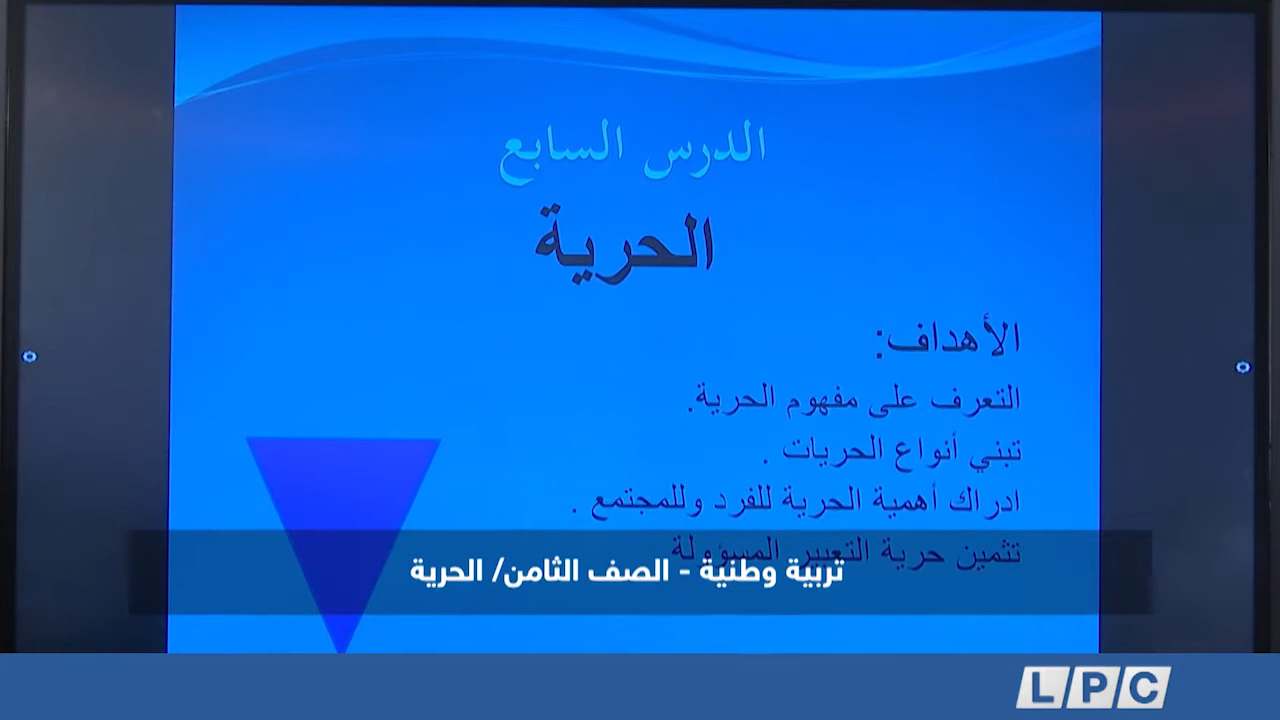 الدرس السابع
الحرية
الأهداف:
التعرف على مفهوم الحرية.
تبني أنواع الحريات .
ادراك أهمية الحرية للفرد وللمجتمع .
تثمين حرية التعبير المسؤولة
تربية وطنية - الصف الثامن/ الحرية
LPC